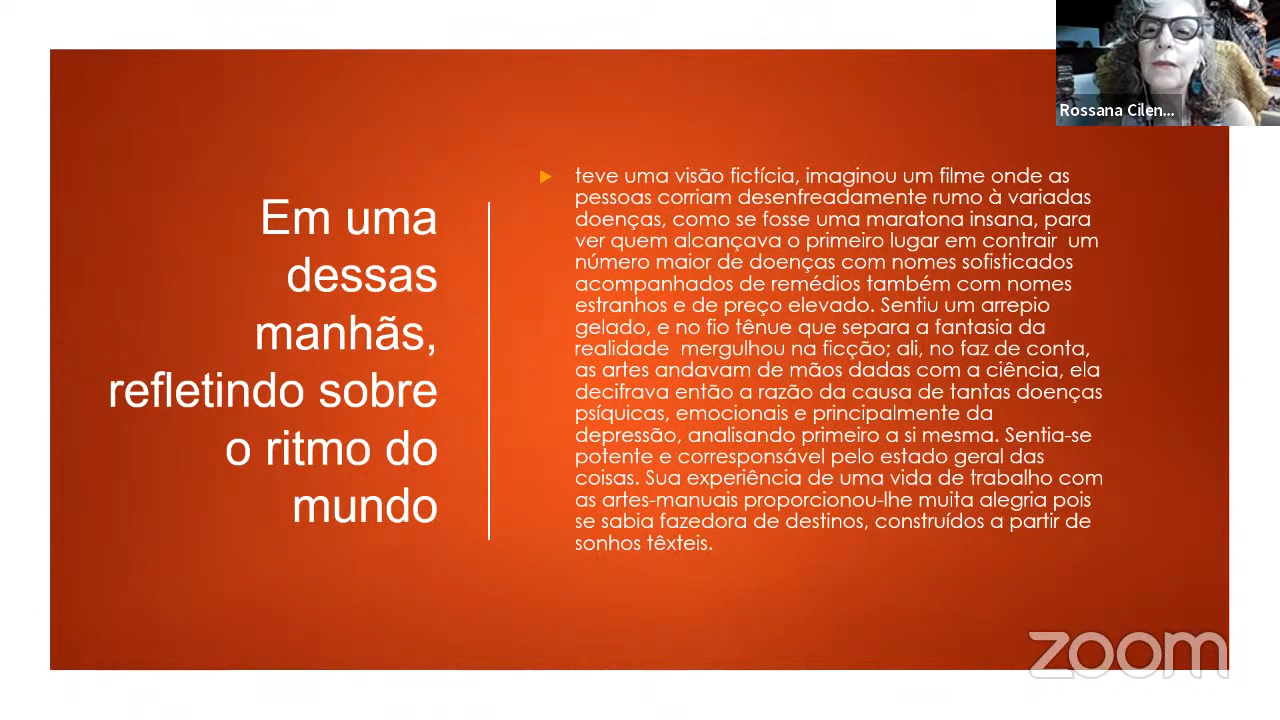 Em uma
dessas
manhãs,
refletindo sobre
o ritmo do
mundo
teve uma visão fictícia, imaginou um filme onde as
pessoas corriam desenfreadamente rumo à variadas
doenças, como se fosse uma maratona insana, para
ver quem alcançava o primeiro lugar em contrair um
número maior de doenças com nomes sofisticados
acompanhados de remédios também com nomes
estranhos e de preço elevado. Sentiu um arrepio
gelado, e no fio tênue que separa a fantasia da
realidade mergulhou na ficção; ali, no faz de conta,
as artes andavam de mãos dadas com a ciência, ela
decifrava então a razão da causa de tantas doenças
psíquicas, emocionais e principalmente da
depressão, analisando primeiro a si mesma. Sentia-se
potente e corresponsável pelo estado geral das
coisas. Sua experiência de uma vida de trabalho com
as artes-manuais proporcionou-lhe muita alegria pois
se sabia fazedora de destinos, construídos a partir de
sonhos têxteis.
Rossana Cilen...
zoom